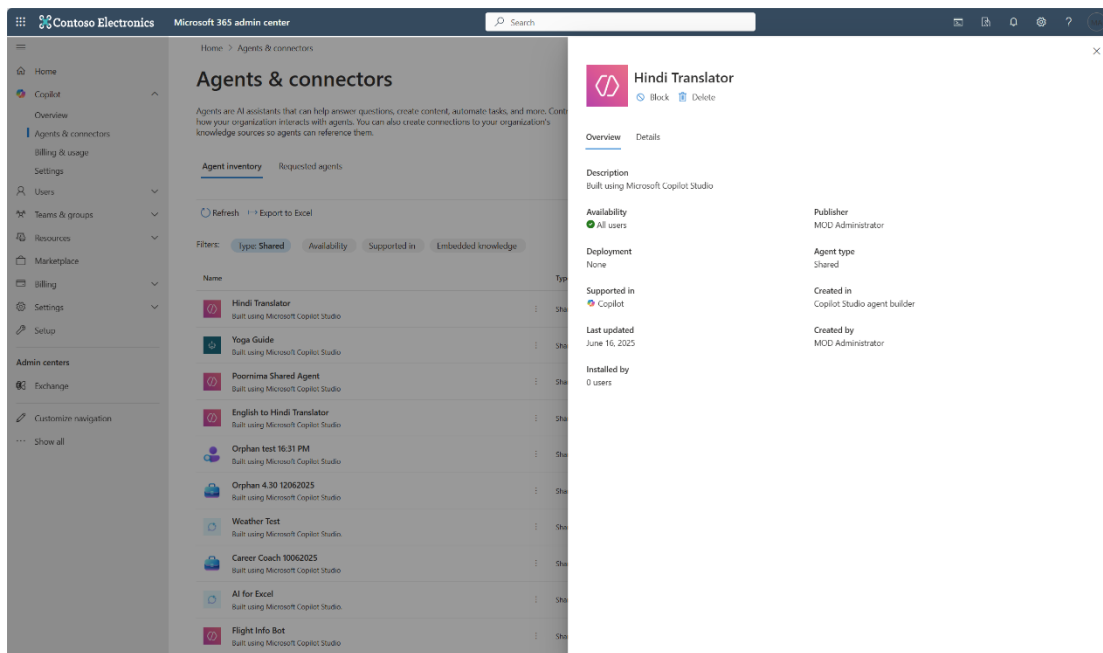 Contoso Electronics
Microsoft 365 admin center
Search
?
Home
Copilot
Overview
Agents & connectors
Billing & usage
Settings
Users
Teams & groups
Resources
Marketplace
Billing
Settings
Setup
Admin centers
Exchange
Customize navigation
Show all
Home > Agents & connectors
Agents & connectors
Agents are AI assistants that can help answer questions, create content, automate tasks, and more.
how your organization interacts with agents. You can also create connections to your organization's
knowledge sources so agents can reference them.
Agent inventory Requested agents
Refresh Export to Excel
Filters: Type: Shared Availability Supported in Embedded knowledge
Name
Hindi Translator
Built using Microsoft Copilot Studio
Yoga Guide
Built using Microsoft Copilot Studio
Poornima Shared Agent
Built using Microsoft Copilot Studio
English to Hindi Translator
Built using Microsoft Copilot Studio
Orphan test 16:31 PM
Built using Microsoft Copilot Studio
Orphan 4.30 12062025
Built using Microsoft Copilot Studio
Weather Test
Built using Microsoft Copilot Studio
Career Coach 10062025
Built using Microsoft Copilot Studio
AI for Excel
Built using Microsoft Copilot Studio.
Flight Info Bot
Built using Microsoft Copilot Studio
Hindi Translator
Block Delete
Overview Details
Description
Built using Microsoft Copilot Studio
Availability
All users
Publisher
MOD Administrator
Deployment
None
Agent type
Shared
Supported in
Copilot
Created in
Copilot Studio agent builder
Last updated
June 16, 2025
Created by
MOD Administrator
Installed by
0 users